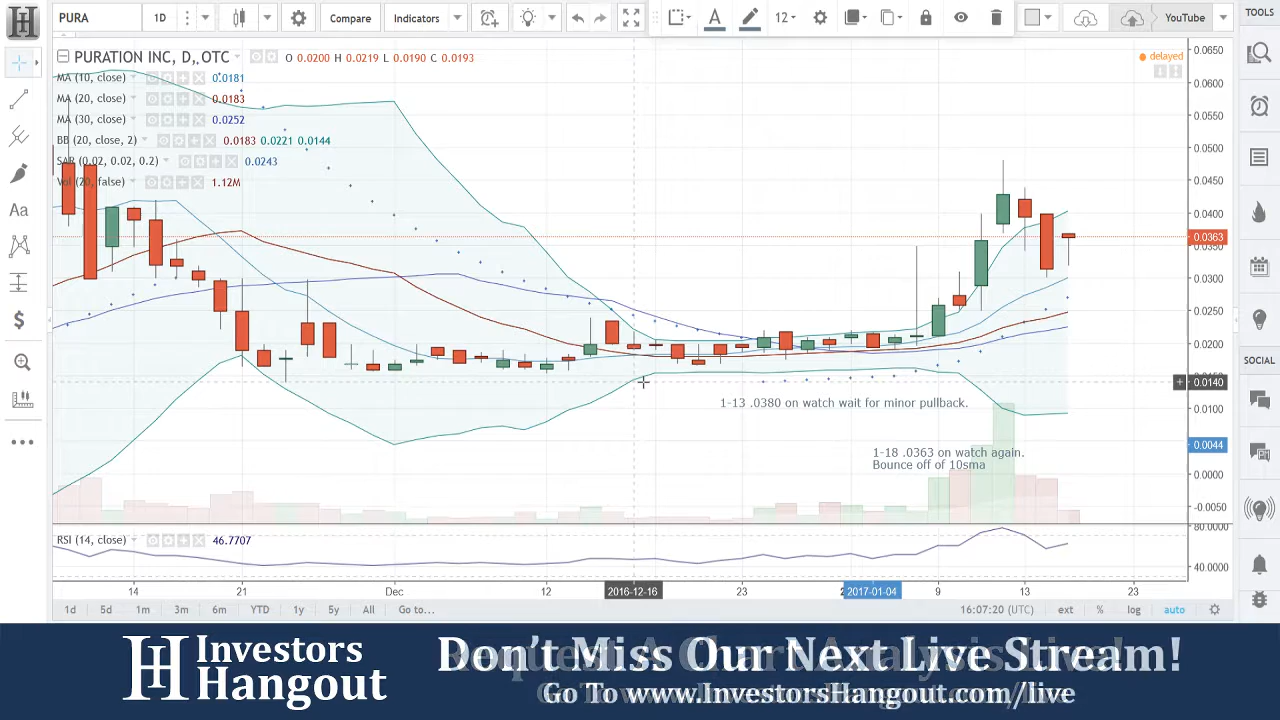 PURA
1D
Compare
Indicators
12
YouTube
TOOLS
PURATION INC, D, OTC
O 0.0200 H 0.0219 L 0.0190 C 0.0193
delayed
MA (10, close) 0.0181
MA (20, close) 0.0183
MA (30, close) 0.0252
BB (20, close, 2) 0.0183 0.0221 0.0144
SAR (0.02, 0.02, 0.2) 0.0243
Vol (20, false) 1.12M
0.0650
0.0600
0.0550
0.0500
0.0450
0.0400
0.0363
0.0350
0.0300
0.0250
0.0200
0.0140
0.0100
0.0044
0.0000
-0.0050
SOCIAL
1-13 .0380 on watch wait for minor pullback.
1-18 .0363 on watch again.
Bounce off of 10sma
RSI (14, close) 46.7707
80.0000
40.0000
14
21
Dec
12
2016-12-16
23
2017-01-04
9
13
23
1d 5d 1m 3m 6m YTD 1y 5y All Go to...
16:07:20 (UTC) ext % log auto
Investors
Hangout
Don't Miss Our Next Live Stream!
Go To www.InvestorsHangout.com/live